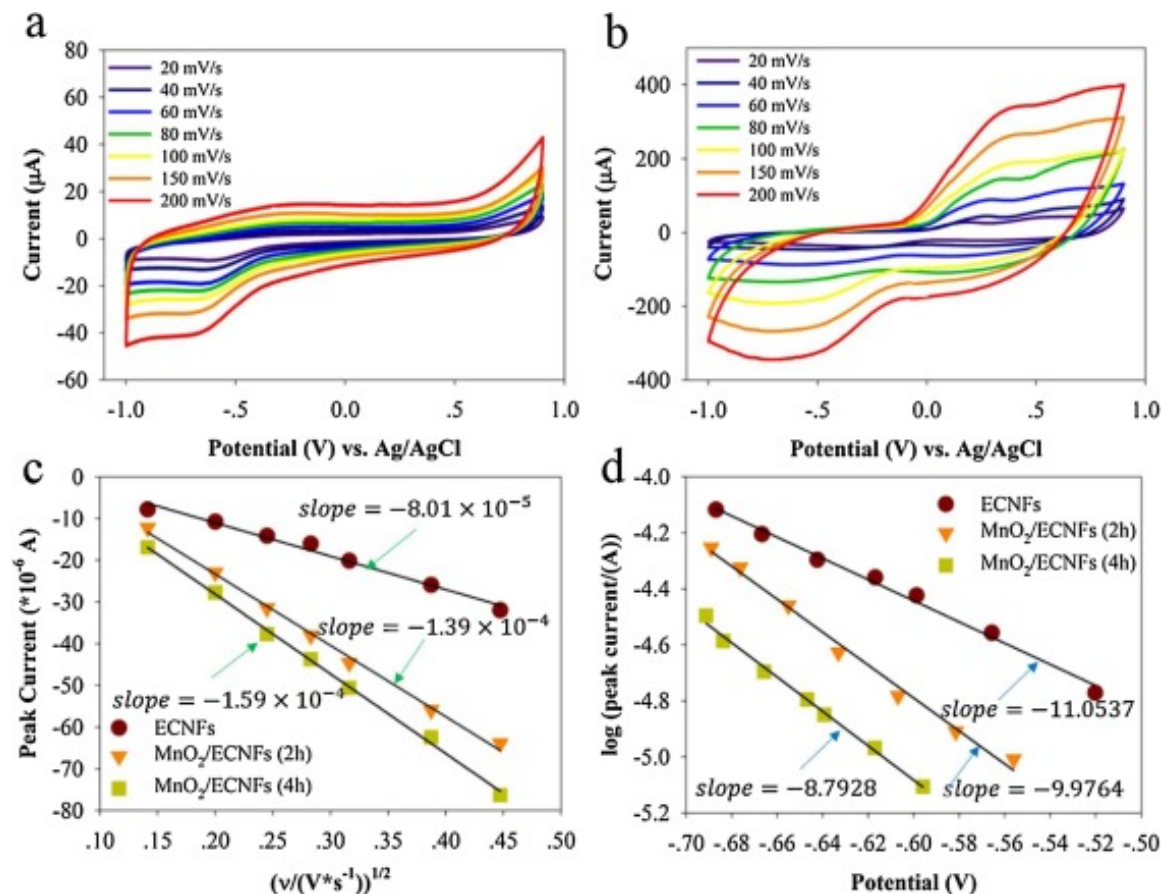 a
80
60
40
20
0
-20
-40
-60
-1.0
-.5
0.0
.5
1.0
Current (µA)
Potential (V) vs. Ag/AgCl
20 mV/s
40 mV/s
60 mV/s
80 mV/s
100 mV/s
150 mV/s
200 mV/s
b
400
200
0
-200
-400
-1.0
-.5
0.0
.5
1.0
Current (µA)
Potential (V) vs. Ag/AgCl
20 mV/s
40 mV/s
60 mV/s
80 mV/s
100 mV/s
150 mV/s
200 mV/s
c
0
-10
-20
-30
-40
-50
-60
-70
-80
.10
.15
.20
.25
.30
.35
.40
.45
.50
Peak Current (*10⁻⁶ A)
(ν/(V*s⁻¹))¹/²
slope = −8.01 × 10⁻⁵
slope = −1.39 × 10⁻⁴
slope = −1.59 × 10⁻⁴
ECNFs
MnO₂/ECNFs (2h)
MnO₂/ECNFs (4h)
d
-4.0
-4.2
-4.4
-4.6
-4.8
-5.0
-5.2
-.70
-.68
-.66
-.64
-.62
-.60
-.58
-.56
-.54
-.52
-.50
log (peak current/(A))
Potential (V)
ECNFs
MnO₂/ECNFs (2h)
MnO₂/ECNFs (4h)
slope = −11.0537
slope = −8.7928
slope = −9.9764